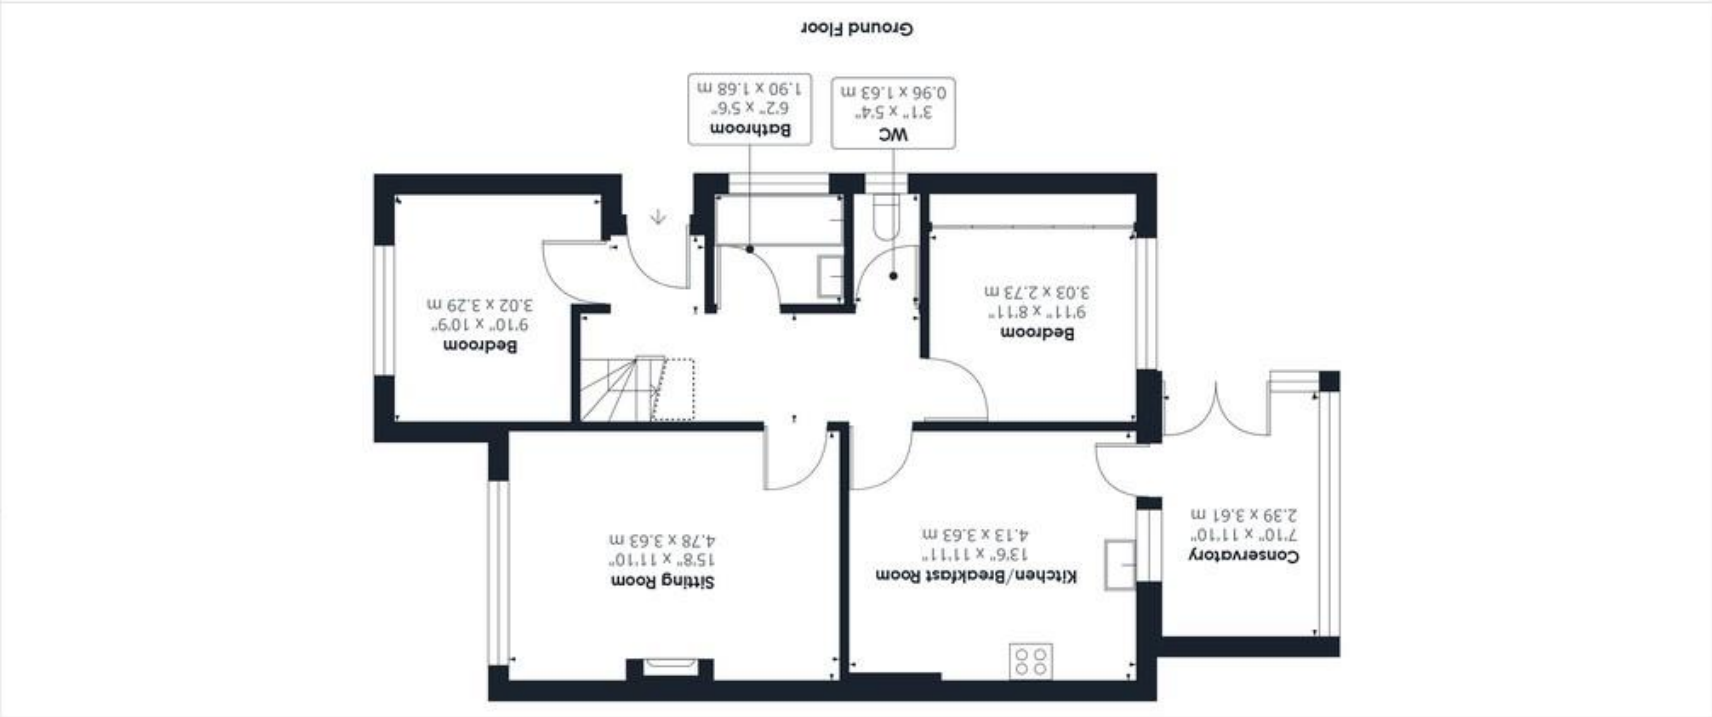 Conservatory
7'10" x 11'10"
2.39 x 3.61 m
Kitchen/Breakfast Room
13'6" x 11'11"
4.13 x 3.63 m
Sitting Room
15'8" x 11'10"
4.78 x 3.63 m
Bedroom
9'11" x 8'11"
3.03 x 2.73 m
Bedroom
9'10" x 10'9"
3.02 x 3.29 m
WC
3'1" x 5'4"
0.96 x 1.63 m
Bathroom
6'2" x 5'6"
1.90 x 1.68 m
Ground Floor